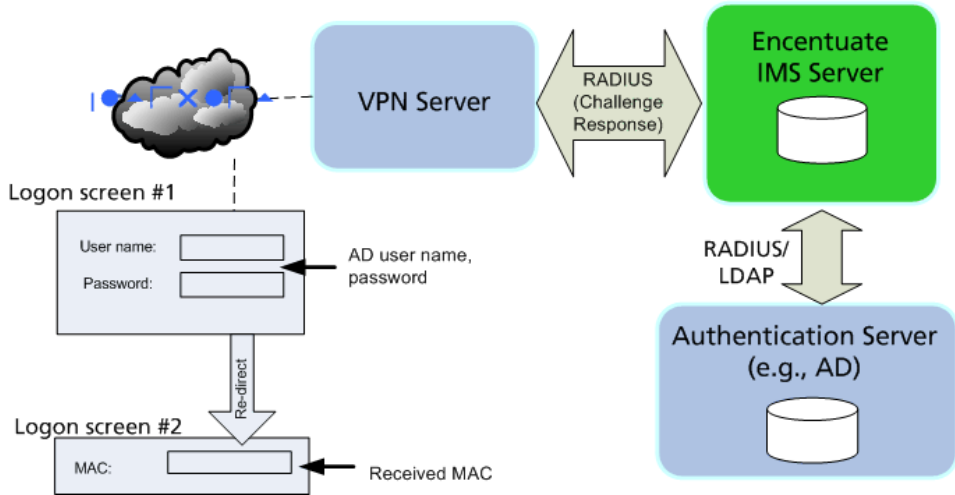 VPN Server
RADIUS
(Challenge
Response)
Encentuate
IMS Server
Logon screen #1
User name:
Password:
AD user name,
password
RADIUS/
LDAP
Authentication Server
(e.g., AD)
Re-direct
Logon screen #2
MAC:
Received MAC